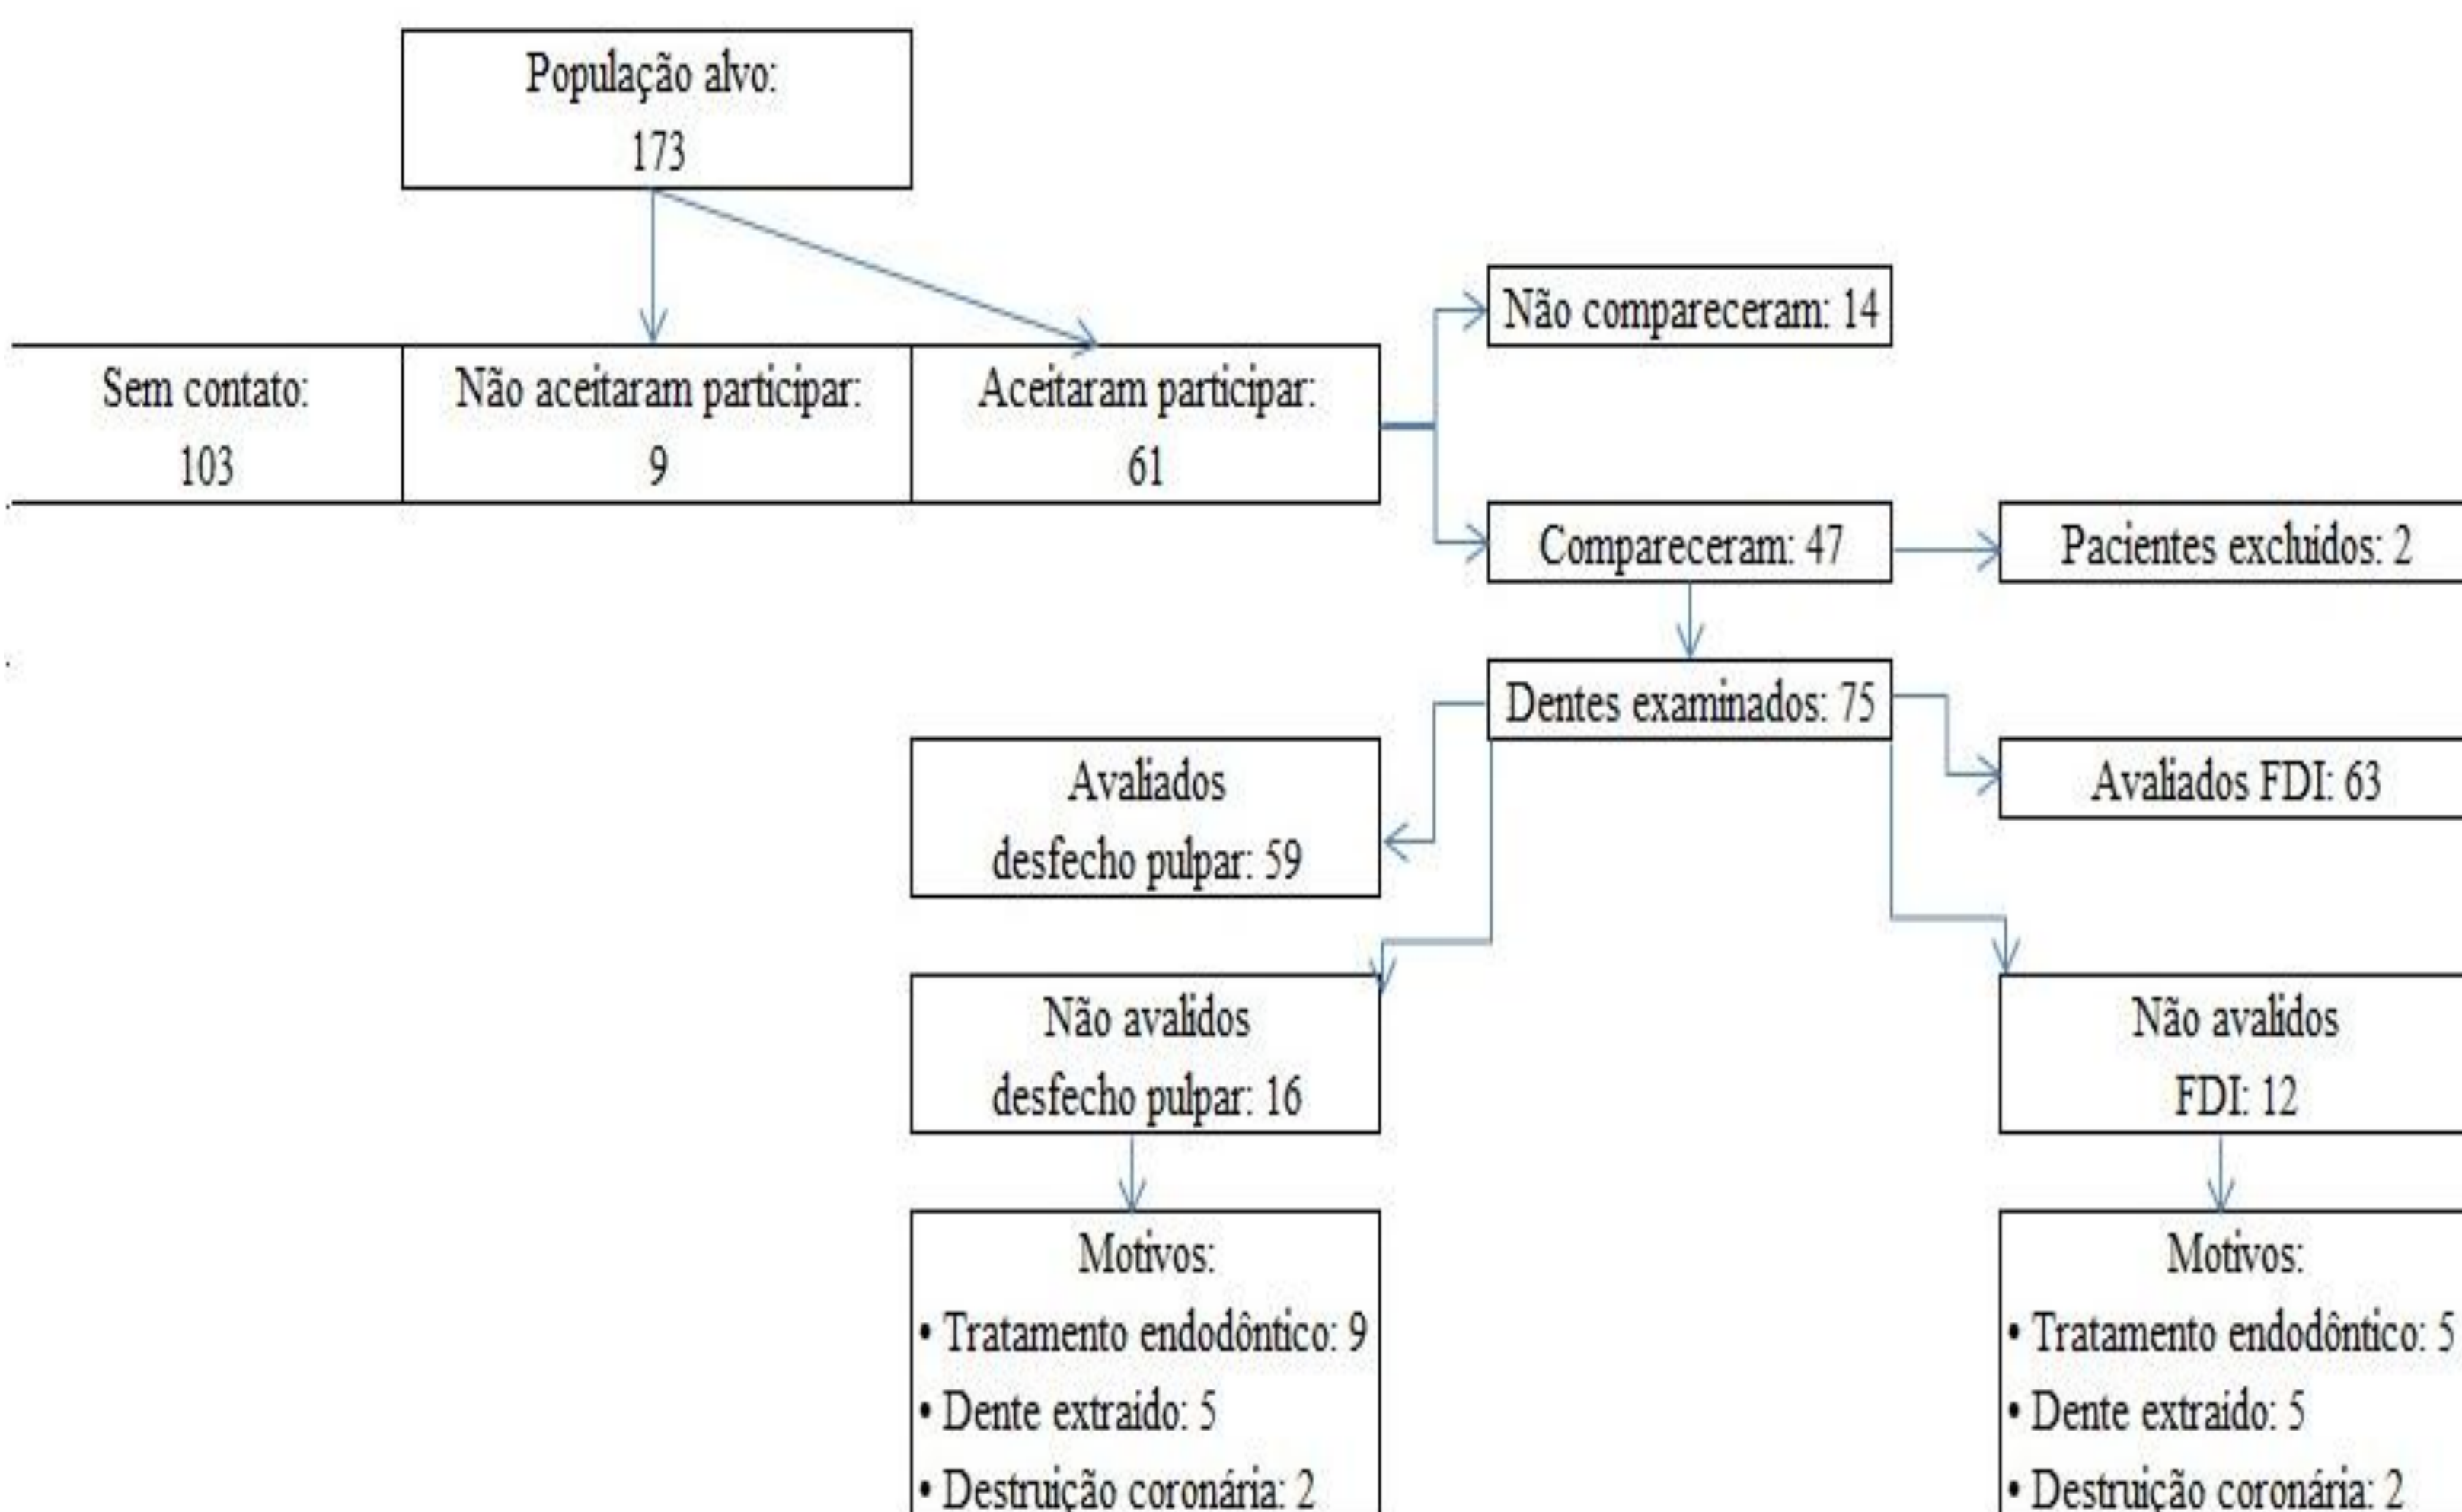 População alvo:
173
Sem contato:
103
Não aceitaram participar:
9
Aceitaram participar:
61
Não compareceram: 14
Compareceram: 47
Pacientes excluídos: 2
Dentes examinados: 75
Avaliados
desfecho pulpar: 59
Avaliados FDI: 63
Não avalidos
desfecho pulpar: 16
Não avalidos
FDI: 12
Motivos:
• Tratamento endodôntico: 9
• Dente extraído: 5
• Destruição coronária: 2
Motivos:
• Tratamento endodôntico: 5
• Dente extraído: 5
• Destruição coronária: 2